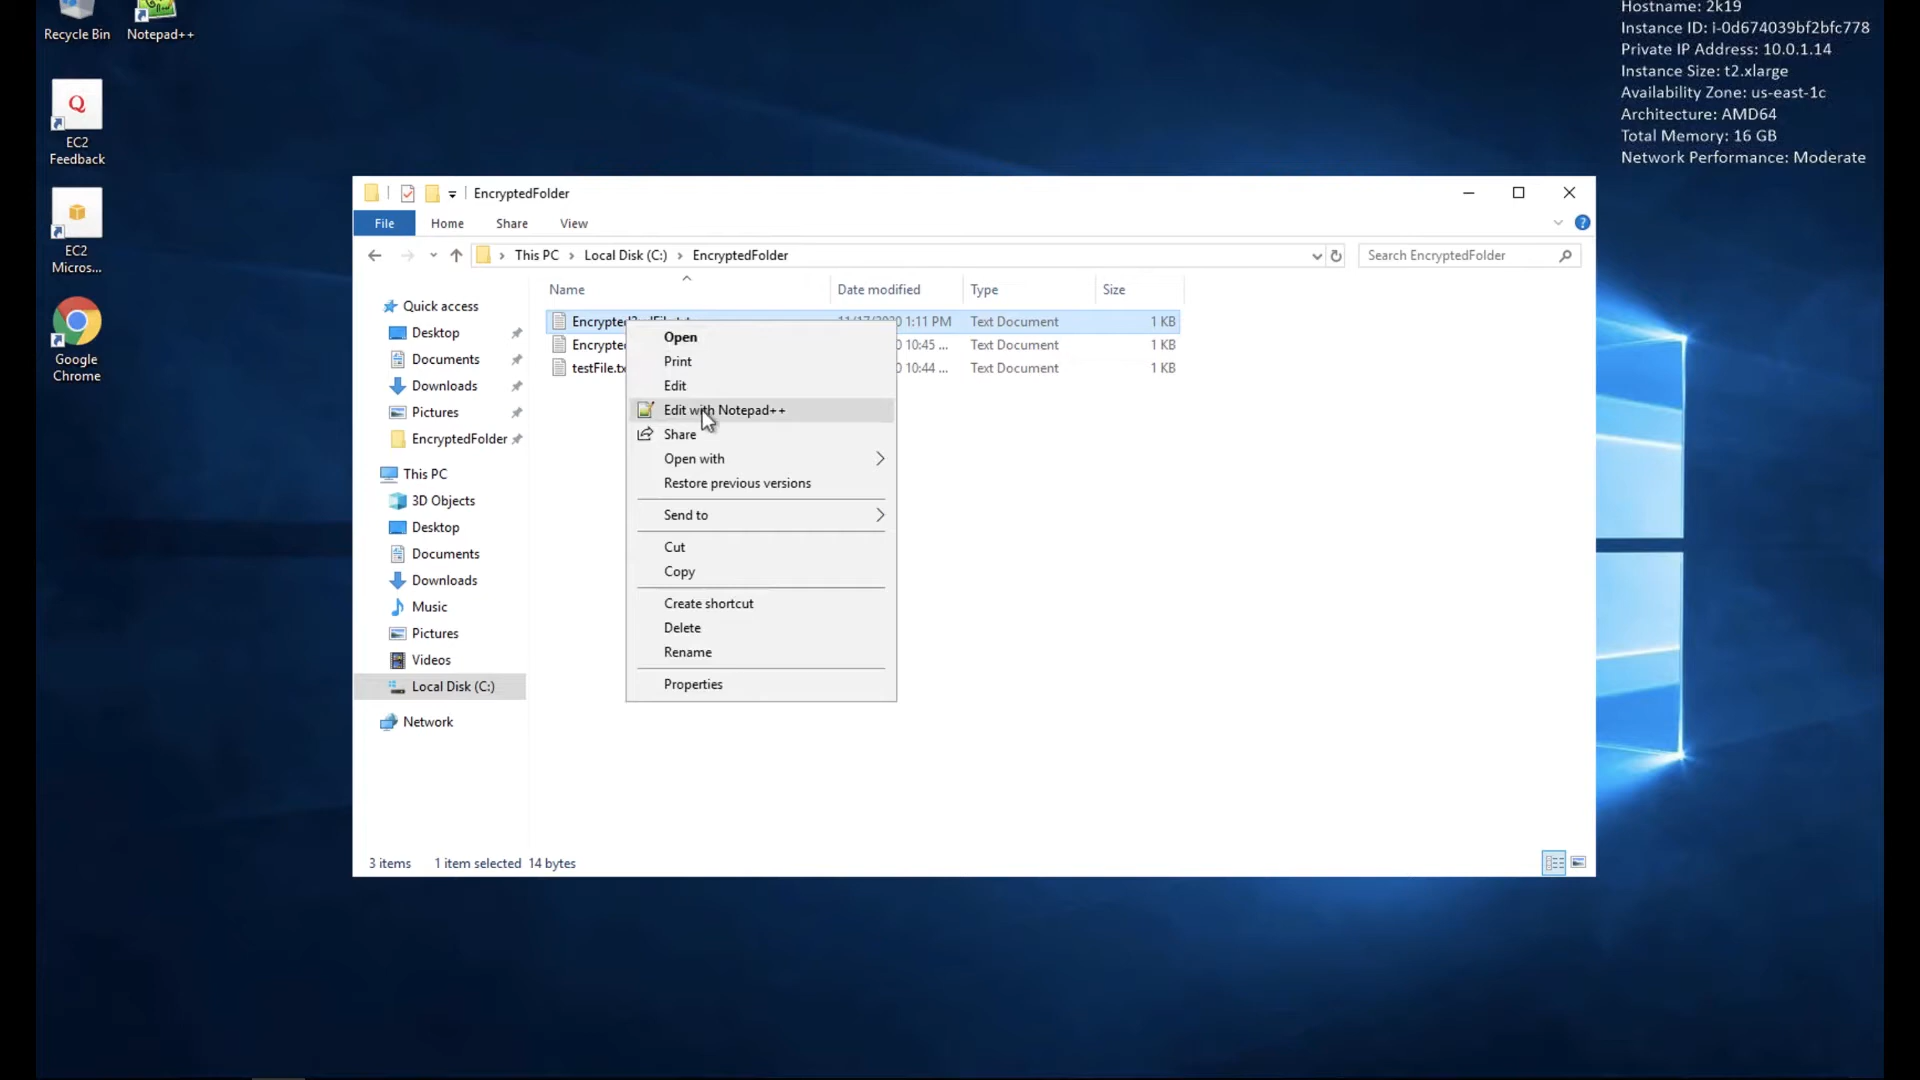 Recycle Bin
Notepad++
Hostname: 2k19
Instance ID: i-0d674039bf2bfc778
Private IP Address: 10.0.1.14
Instance Size: t2.xlarge
Availability Zone: us-east-1c
Architecture: AMD64
Total Memory: 16 GB
Network Performance: Moderate
EC2
Feedback
EC2
Micros...
Google
Chrome
EncryptedFolder
File Home Share View
This PC > Local Disk (C:) > EncryptedFolder
Search EncryptedFolder
Name Date modified Type Size
1:11 PM Text Document 1 KB
Encrypte 0 10:45 ... Text Document 1 KB
testFile.tx 0 10:44 ... Text Document 1 KB
Quick access
Desktop
Documents
Downloads
Pictures
EncryptedFolder
This PC
3D Objects
Desktop
Documents
Downloads
Music
Pictures
Videos
Local Disk (C:)
Network
Open
Print
Edit
Edit with Notepad++
Share
Open with
Restore previous versions
Send to
Cut
Copy
Create shortcut
Delete
Rename
Properties
3 items 1 item selected 14 bytes